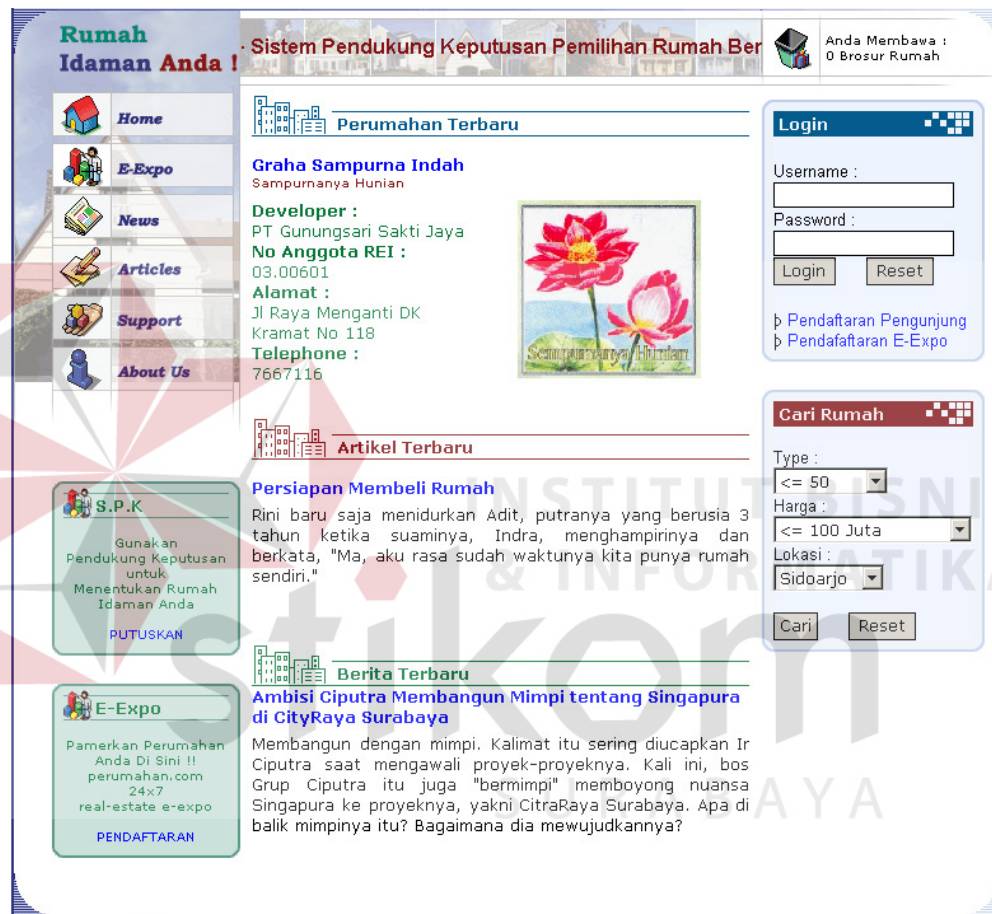 Rumah
Idaman Anda !
· Sistem Pendukung Keputusan Pemilihan Rumah Ber
Anda Membawa :
0 Brosur Rumah
Home
E-Expo
News
Articles
Support
About Us
S.P.K
Gunakan
Pendukung Keputusan
untuk
Menentukan Rumah
Idaman Anda
PUTUSKAN
E-Expo
Pamerkan Perumahan
Anda Di Sini !!
perumahan.com
24x7
real-estate e-expo
PENDAFTARAN
Perumahan Terbaru
Graha Sampurna Indah
Sampurnanya Hunian
Developer :
PT Gunungsari Sakti Jaya
No Anggota REI :
03.00601
Alamat :
Jl Raya Menganti DK
Kramat No 118
Telephone :
7667116
Sempurnanya Hunian
Artikel Terbaru
Persiapan Membeli Rumah
Rini baru saja menidurkan Adit, putranya yang berusia 3
tahun ketika suaminya, Indra, menghampirinya dan
berkata, "Ma, aku rasa sudah waktunya kita punya rumah
sendiri."
Berita Terbaru
Ambisi Ciputra Membangun Mimpi tentang Singapura
di CityRaya Surabaya
Membangun dengan mimpi. Kalimat itu sering diucapkan Ir
Ciputra saat mengawali proyek-proyeknya. Kali ini, bos
Grup Ciputra itu juga "bermimpi" memboyong nuansa
Singapura ke proyeknya, yakni CitraRaya Surabaya. Apa di
balik mimpinya itu? Bagaimana dia mewujudkannya?
Login
Username :
Password :
Login Reset
þ Pendaftaran Pengunjung
þ Pendafaftaran E-Expo
Cari Rumah
Type :
<= 50
Harga :
<= 100 Juta
Lokasi :
Sidoarjo
Cari Reset
INSTITUT BISNI
& INFORMATIKA
stikom
SURABAYA